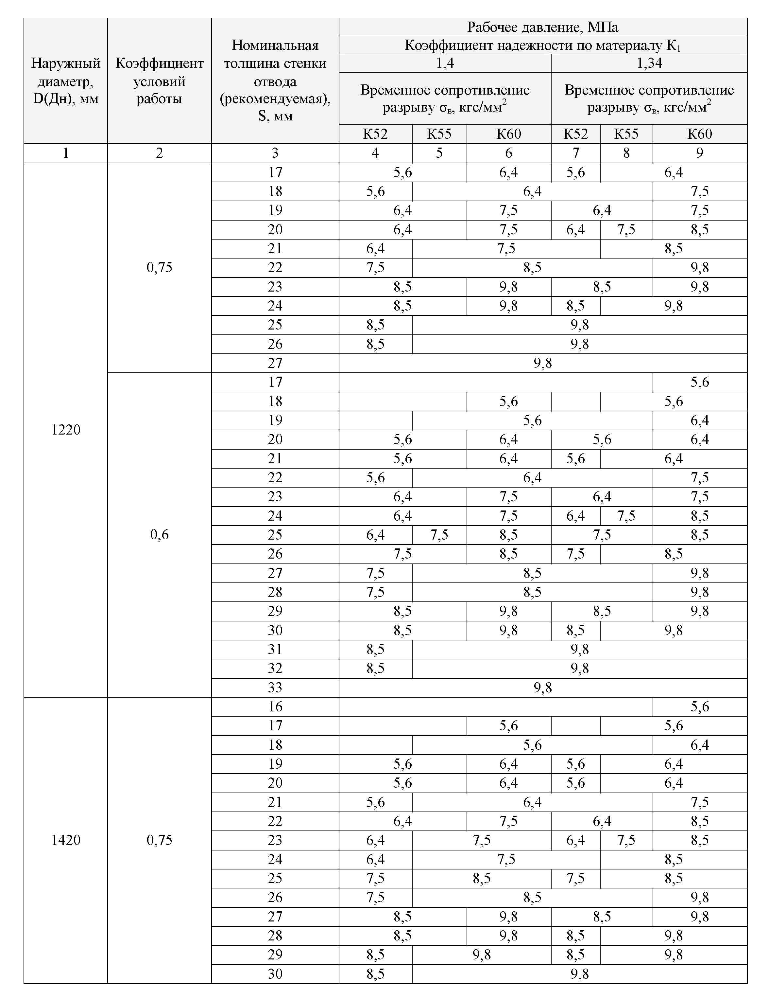 Рабочее давление, МПа
Коэффициент надежности по материалу К1
Наружный
диаметр,
D(Дн), мм
Коэффициент
условий
работы
Номинальная
толщина стенки
отвода
(рекомендуемая),
S, мм
1,4 1,34
Временное сопротивление
разрыву σв, кгс/мм2
Временное сопротивление
разрыву σв, кгс/мм2
К52 К55 К60 К52 К55 К60
1 2 3 4 5 6 7 8 9
1220
0,75
17 5,6 6,4 5,6 6,4
18 5,6 6,4 7,5
19 6,4 7,5 6,4 7,5
20 6,4 7,5 6,4 7,5 8,5
21 6,4 7,5 8,5
22 7,5 8,5 9,8
23 8,5 9,8 8,5 9,8
24 8,5 9,8 8,5 9,8
25 8,5 9,8
26 8,5 9,8
27 9,8
0,6
17 5,6
18 5,6 5,6
19 5,6 6,4
20 5,6 6,4 5,6 6,4
21 5,6 6,4 5,6 6,4
22 5,6 6,4 7,5
23 6,4 7,5 6,4 7,5
24 6,4 7,5 6,4 7,5 8,5
25 6,4 7,5 8,5 7,5 8,5
26 7,5 8,5 7,5 8,5
27 7,5 8,5 9,8
28 7,5 8,5 9,8
29 8,5 9,8 8,5 9,8
30 8,5 9,8 8,5 9,8
31 8,5 9,8
32 8,5 9,8
33 9,8
1420
0,75
16 5,6
17 5,6 5,6
18 5,6 6,4
19 5,6 6,4 5,6 6,4
20 5,6 6,4 5,6 6,4
21 5,6 6,4 7,5
22 6,4 7,5 6,4 8,5
23 6,4 7,5 6,4 7,5 8,5
24 6,4 7,5 8,5
25 7,5 8,5 7,5 8,5
26 7,5 8,5 9,8
27 8,5 9,8 8,5 9,8
28 8,5 9,8 8,5 9,8
29 8,5 9,8 8,5 9,8
30 8,5 9,8